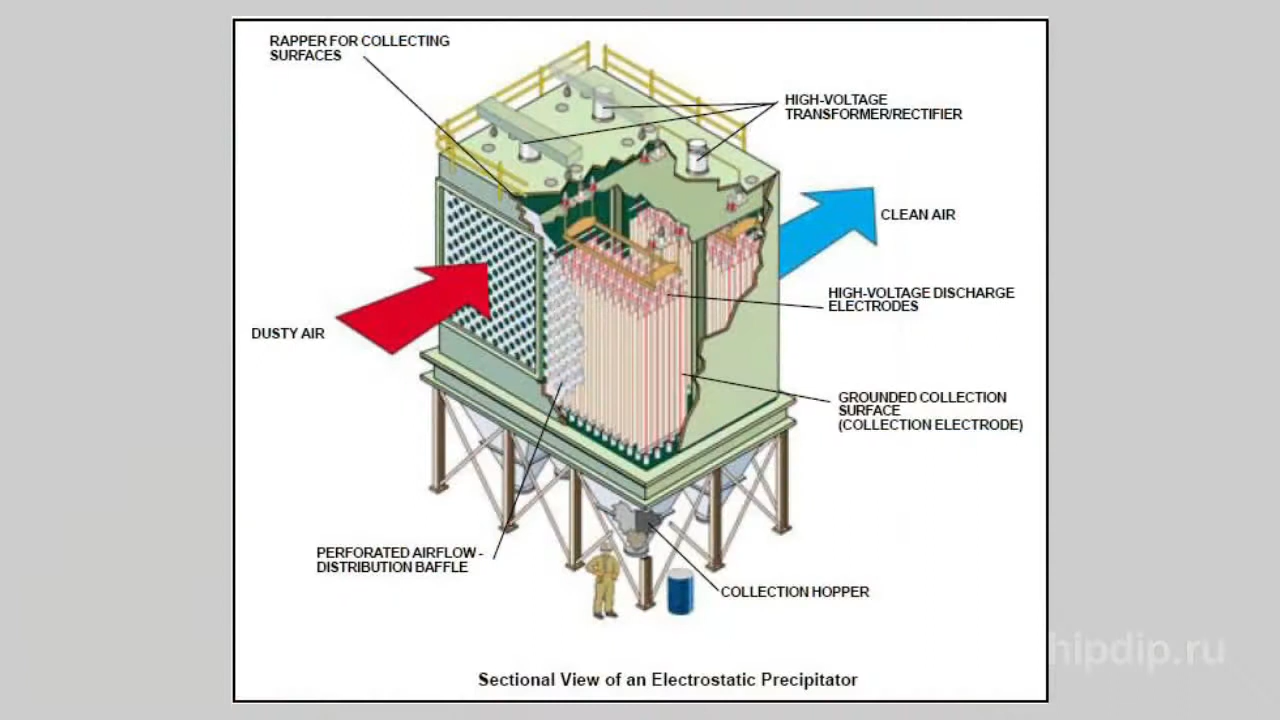 RAPPER FOR COLLECTING
SURFACES
HIGH-VOLTAGE
TRANSFORMER/RECTIFIER
CLEAN AIR
HIGH-VOLTAGE DISCHARGE
ELECTRODES
DUSTY AIR
GROUNDED COLLECTION
SURFACE
(COLLECTION ELECTRODE)
PERFORATED AIRFLOW-
DISTRIBUTION BAFFLE
COLLECTION HOPPER
hipdip.ru
Sectional View of an Electrostatic Precipitator